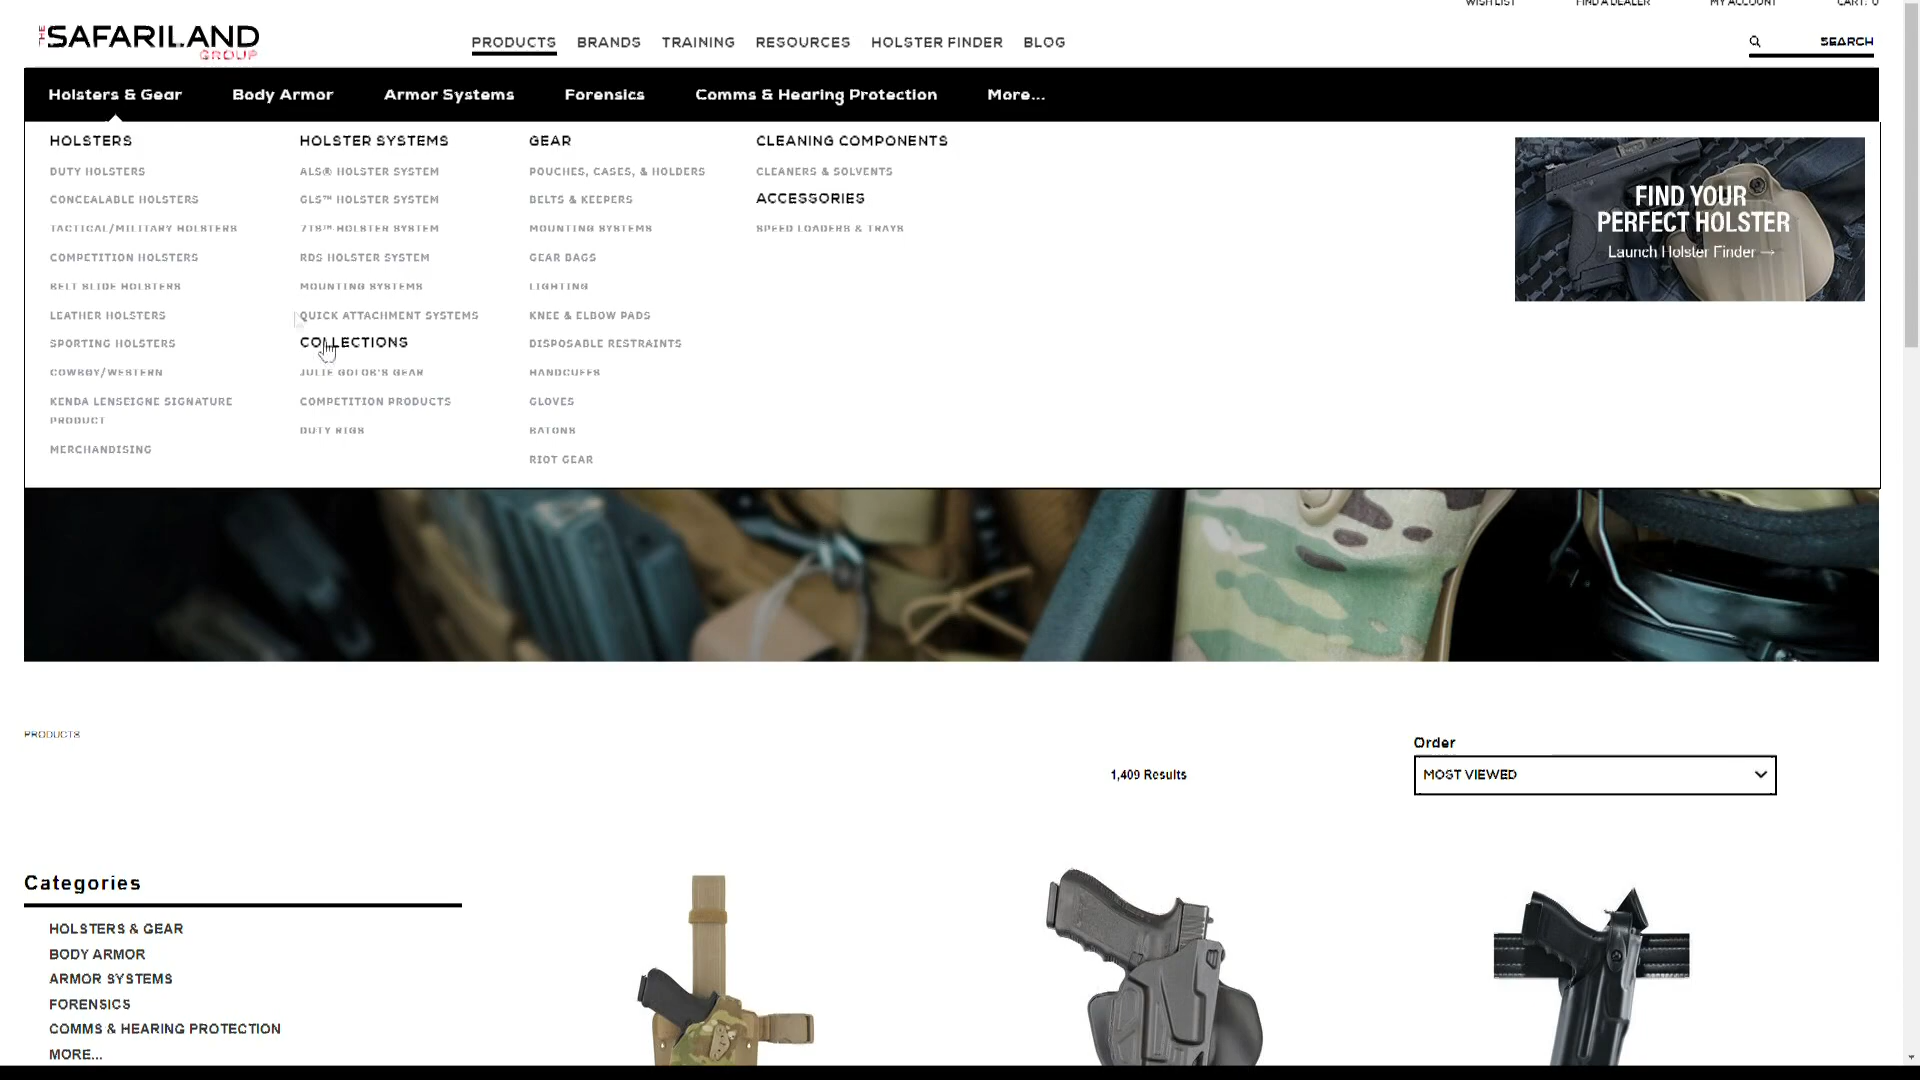 WISH LIST FIND A DEALER MY ACCOUNT CART: 0
THE SAFARILAND GROUP
PRODUCTS BRANDS TRAINING RESOURCES HOLSTER FINDER BLOG SEARCH
Holsters & Gear Body Armor Armor Systems Forensics Comms & Hearing Protection More...
HOLSTERS
DUTY HOLSTERS
CONCEALABLE HOLSTERS
TACTICAL/MILITARY HOLSTERS
COMPETITION HOLSTERS
BELT SLIDE HOLSTERS
LEATHER HOLSTERS
SPORTING HOLSTERS
COWBOY/WESTERN
KENDA LENSEIGNE SIGNATURE
PRODUCT
MERCHANDISING
HOLSTER SYSTEMS
ALS® HOLSTER SYSTEM
GLS™ HOLSTER SYSTEM
7TS™ HOLSTER SYSTEM
RDS HOLSTER SYSTEM
MOUNTING SYSTEMS
QUICK ATTACHMENT SYSTEMS
COLLECTIONS
JULIE GOLOB'S GEAR
COMPETITION PRODUCTS
DUTY RIGS
GEAR
POUCHES, CASES, & HOLDERS
BELTS & KEEPERS
MOUNTING SYSTEMS
GEAR BAGS
LIGHTING
KNEE & ELBOW PADS
DISPOSABLE RESTRAINTS
HANDCUFFS
GLOVES
BATONS
RIOT GEAR
CLEANING COMPONENTS
CLEANERS & SOLVENTS
ACCESSORIES
SPEED LOADERS & TRAYS
FIND YOUR
PERFECT HOLSTER
Launch Holster Finder →
PRODUCTS
1,409 Results
Order
MOST VIEWED
Categories
HOLSTERS & GEAR
BODY ARMOR
ARMOR SYSTEMS
FORENSICS
COMMS & HEARING PROTECTION
MORE...